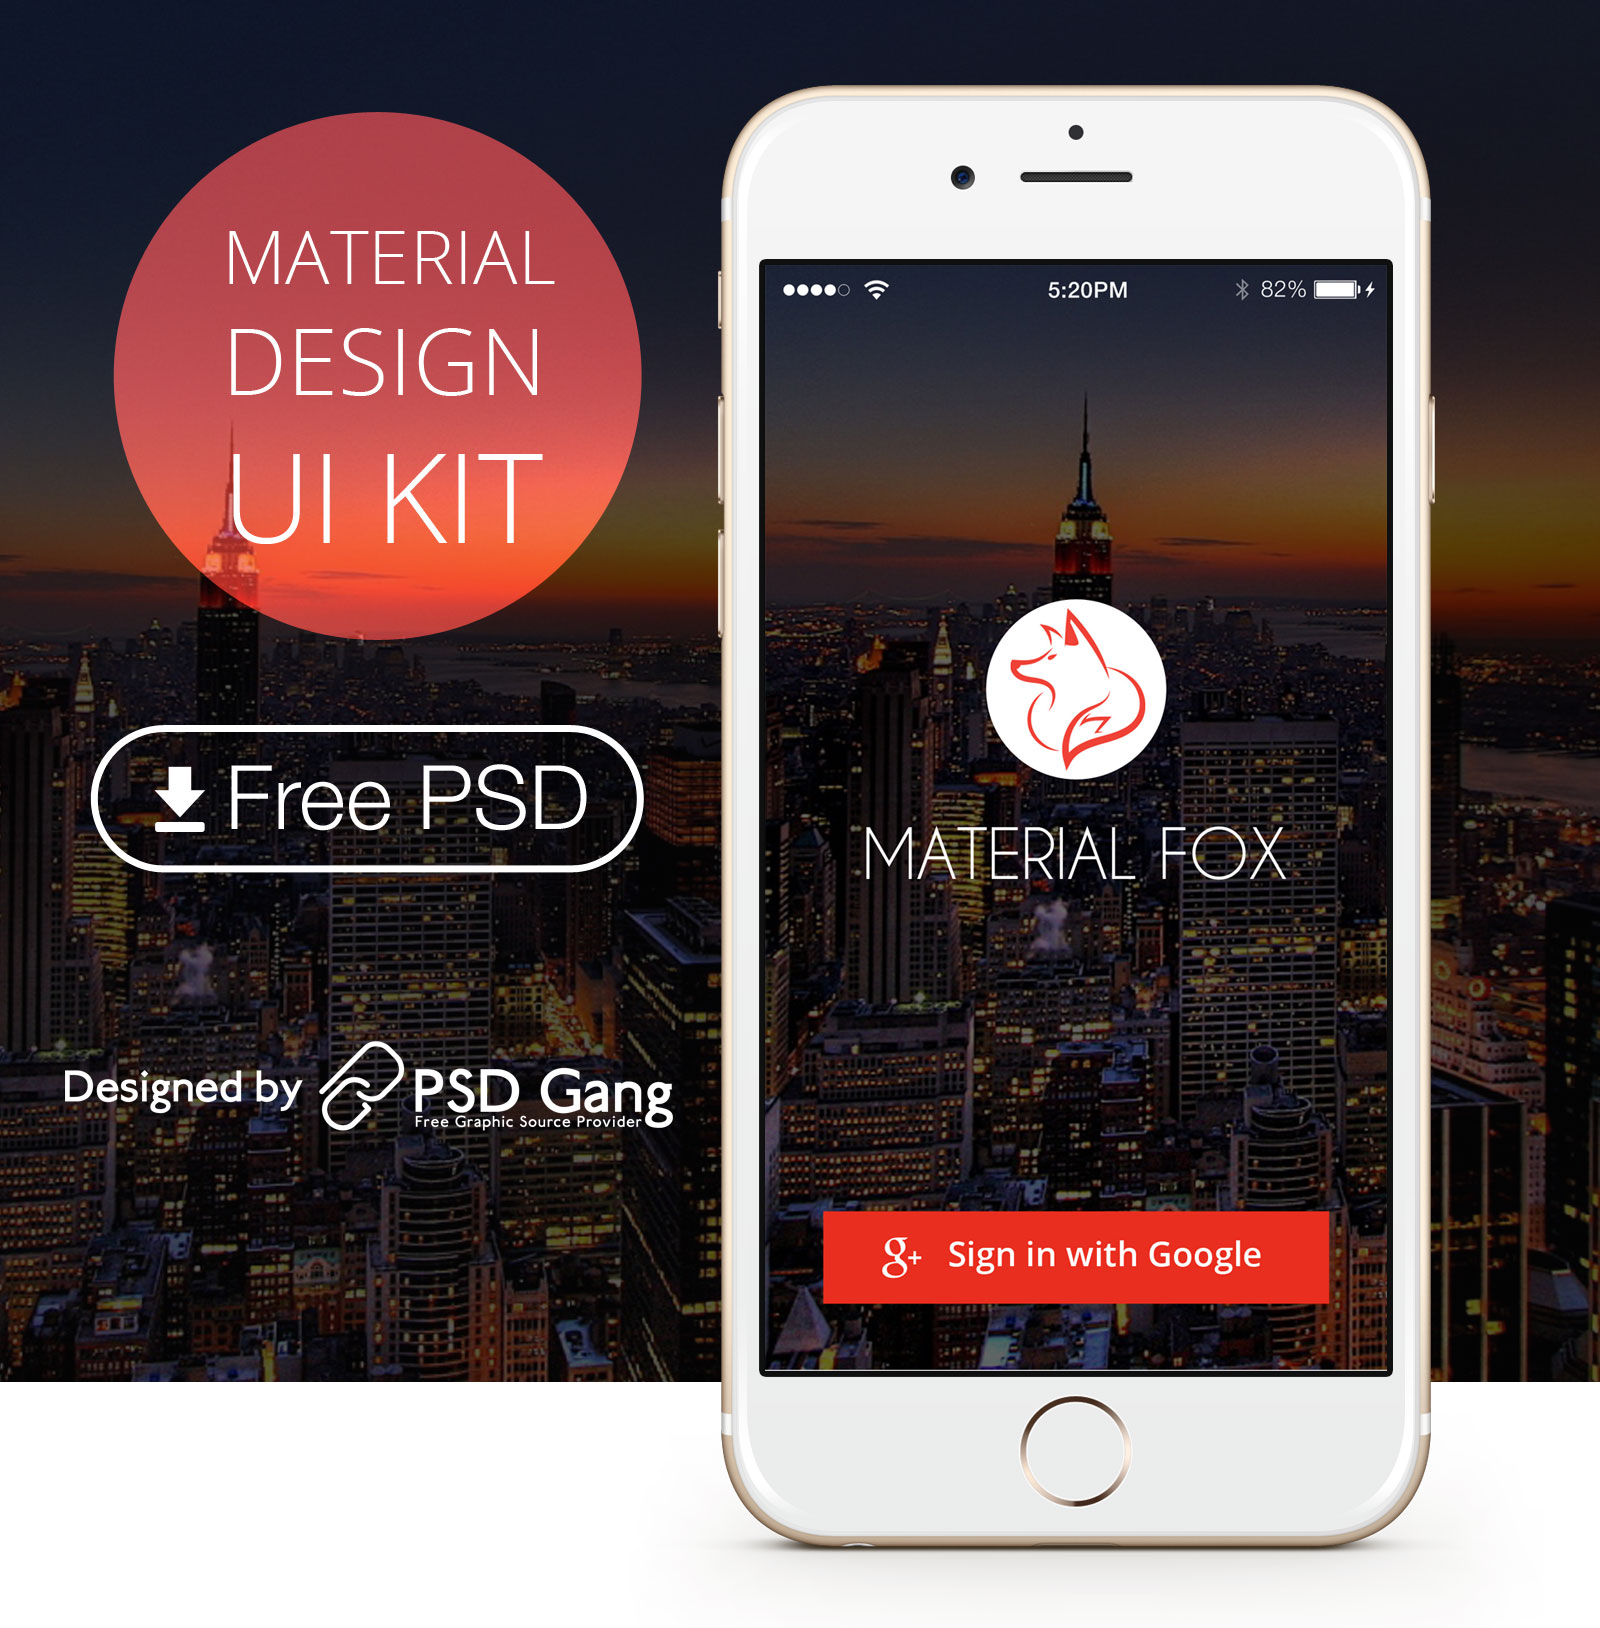 MATERIAL
DESIGN
UI KIT
Free PSD
Designed by PSD Gang
Free Graphic Source Provider
5:20PM
82%
MATERIAL FOX
g+ Sign in with Google